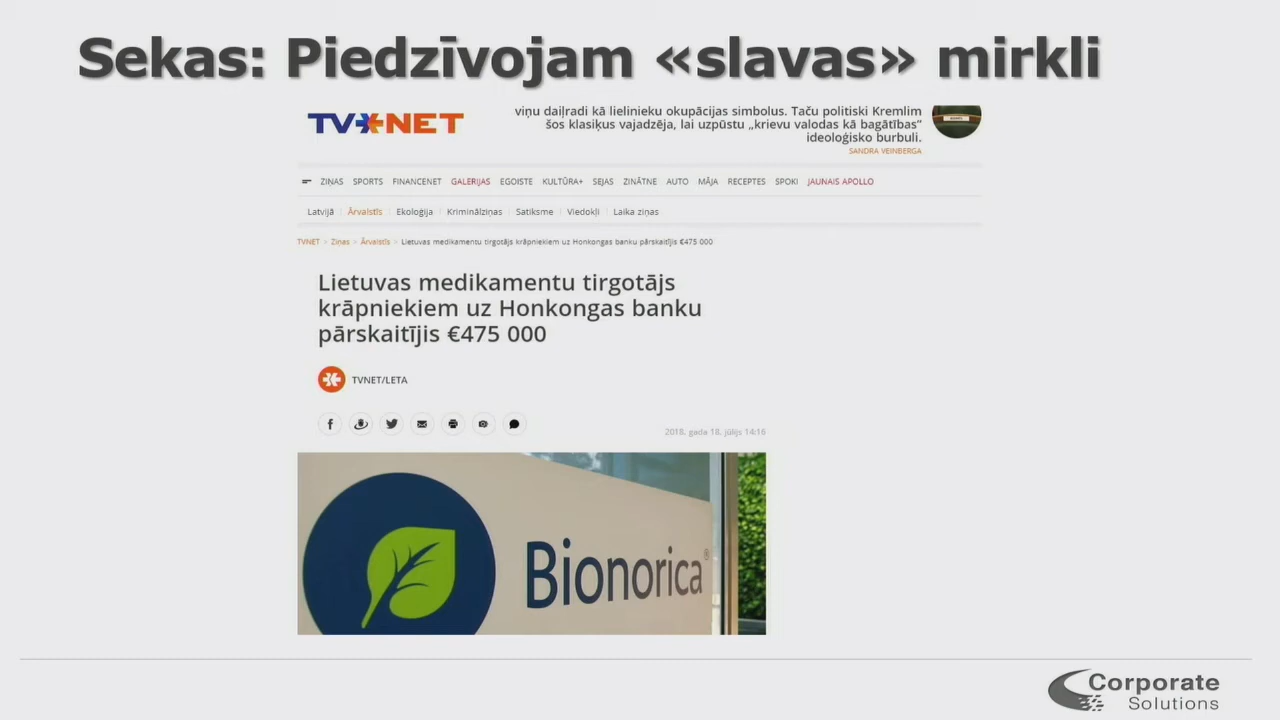 Sekas: Piedzīvojam «slavas» mirkli
TVNET
viņu daiļradi kā lielinieku okupācijas simbolus. Taču politiski Kremlim
šos klasiķus vajadzēja, lai uzpūstu „krievu valodas kā bagātības”
ideoloģisko burbuli.
SANDRA VEINBERGA
ZIŅAS SPORTS FINANCENET GALERIJAS EGOISTE KULTŪRA+ SEJAS ZINĀTNE AUTO MĀJA RECEPTES SPOKI JAUNAIS APOLLO
Latvijā Ārvalstīs Ekoloģija Kriminālziņas Satiksme Viedokļi Laika ziņas
TVNET > Ziņas > Ārvalstīs > Lietuvas medikamentu tirgotājs krāpniekiem uz Honkongas banku pārskaitījis €475 000
Lietuvas medikamentu tirgotājs
krāpniekiem uz Honkongas banku
pārskaitījis €475 000
TVNET/LETA
2018. gada 18. jūlijs 14:16
Bionorica®
Corporate
Solutions